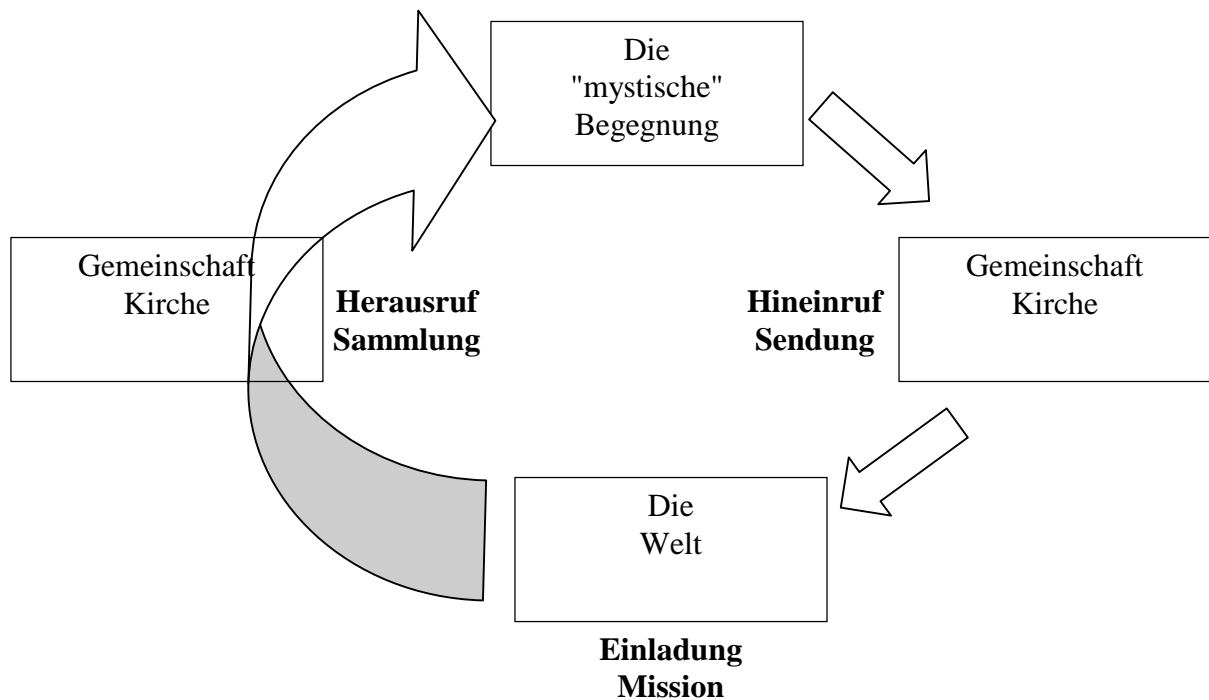 Die
"mystische"
Begegnung
Gemeinschaft
Kirche
Herausruf
Sammlung
Hineinruf
Sendung
Gemeinschaft
Kirche
Die
Welt
Einladung
Mission